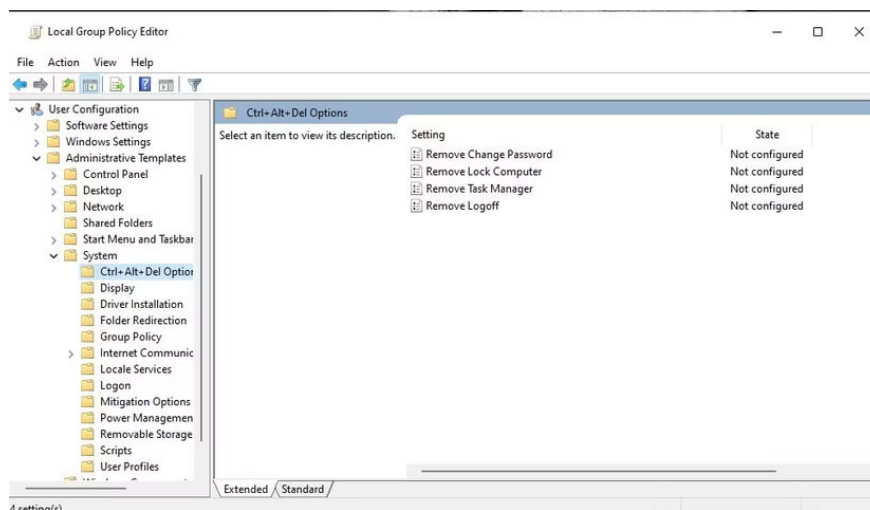 Local Group Policy Editor
File Action View Help
User Configuration
Software Settings
Windows Settings
Administrative Templates
Control Panel
Desktop
Network
Shared Folders
Start Menu and Taskbar
System
Ctrl+Alt+Del Option
Display
Driver Installation
Folder Redirection
Group Policy
Internet Communic
Locale Services
Logon
Mitigation Options
Power Managemen
Removable Storage
Scripts
User Profiles
Ctrl+Alt+Del Options
Select an item to view its description.
Setting State
Remove Change Password Not configured
Remove Lock Computer Not configured
Remove Task Manager Not configured
Remove Logoff Not configured
Extended Standard
4 setting(s)